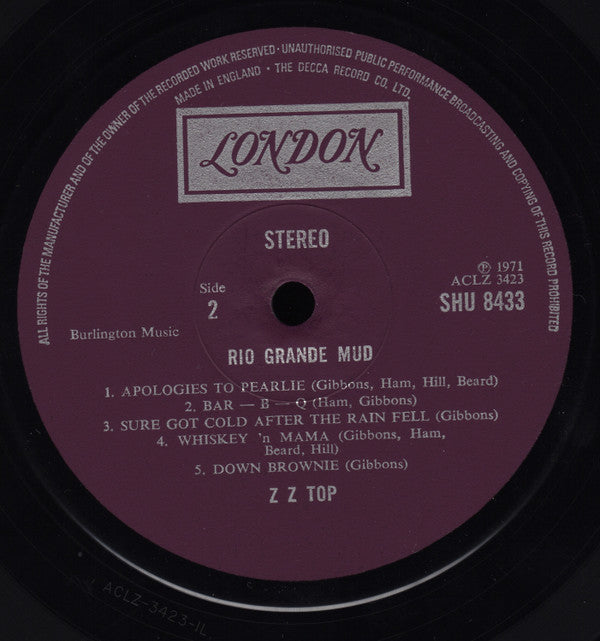 ALL RIGHTS OF THE MANUFACTURER AND OF THE OWNER OF THE RECORDED WORK RESERVED · UNAUTHORISED PUBLIC PERFORMANCE BROADCASTING AND COPYING OF THIS RECORD PROHIBITED
MADE IN ENGLAND · THE DECCA RECORD CO. LTD.
LONDON
STEREO
℗ 1971
ACLZ 3423
SHU 8433
Side
2
Burlington Music
RIO GRANDE MUD
1. APOLOGIES TO PEARLIE (Gibbons, Ham, Hill, Beard)
2. BAR — B — Q (Ham, Gibbons)
3. SURE GOT COLD AFTER THE RAIN FELL (Gibbons)
4. WHISKEY 'n MAMA (Gibbons, Ham,
Beard, Hill)
5. DOWN BROWNIE (Gibbons)
Z Z TOP
ACLZ-3423-1L